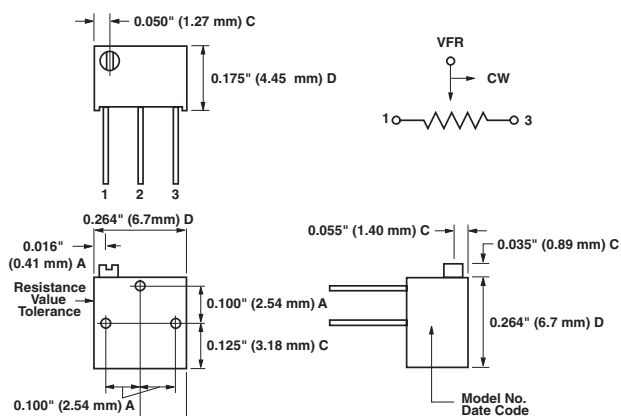 0.050" (1.27 mm) C
0.175" (4.45 mm) D
1 2 3
VFR
CW
1
3
0.264" (6.7mm) D
0.016"
(0.41 mm) A
Resistance
Value
Tolerance
0.100" (2.54 mm) A
0.125" (3.18 mm) C
0.100"
(2.54 mm) A
0.055" (1.40 mm) C
0.035" (0.89 mm) C
0.264" (6.7 mm) D
Model No.
Date Code